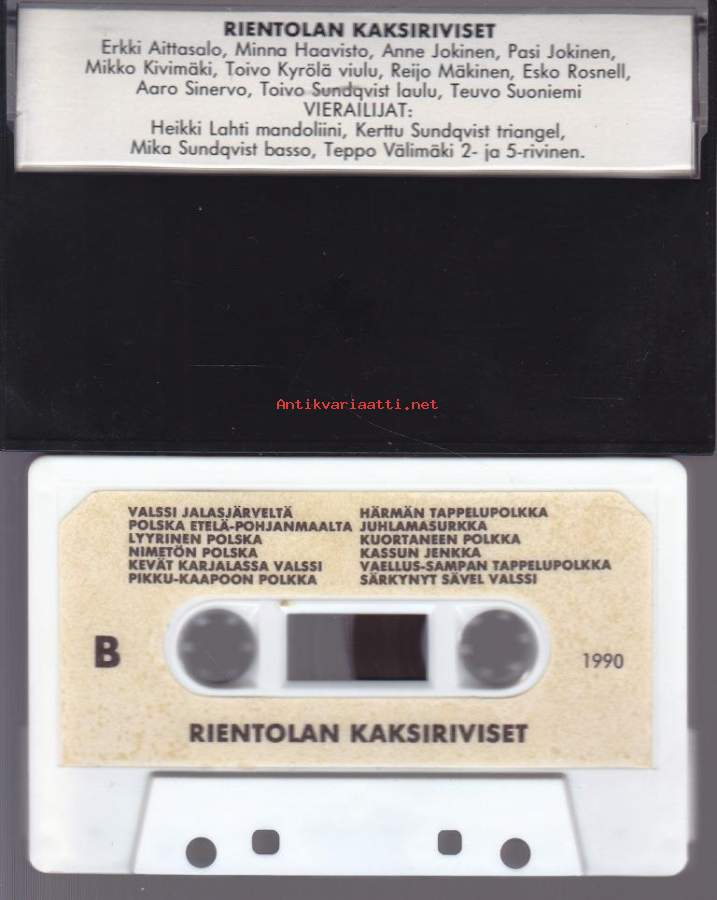 RIENTOLAN KAKSIRIVISET
Erkki Aittasalo, Minna Haavisto, Anne Jokinen, Pasi Jokinen,
Mikko Kivimäki, Toivo Kyrölä viulu, Reijo Mäkinen, Esko Rosnell,
Aaro Sinervo, Toivo Sundqvist laulu, Teuvo Suoniemi
VIERAILIJAT:
Heikki Lahti mandoliini, Kerttu Sundqvist triangel,
Mika Sundqvist basso, Teppo Välimäki 2- ja 5-rivinen.
Antikvariaatti.net
VALSSI JALASJÄRVELTÄ
POLSKA ETELÄ-POHJANMAALTA
LYYRINEN POLSKA
NIMETÖN POLSKA
KEVÄT KARJALASSA VALSSI
PIKKU-KAAPOON POLKKA
HÄRMÄN TAPPELUPOLKKA
JUHLAMASURKKA
KUORTANEEN POLKKA
KASSUN JENKKA
VAELLUS-SAMPAN TAPPELUPOLKKA
SÄRKYNYT SÄVEL VALSSI
B
1990
RIENTOLAN KAKSIRIVISET